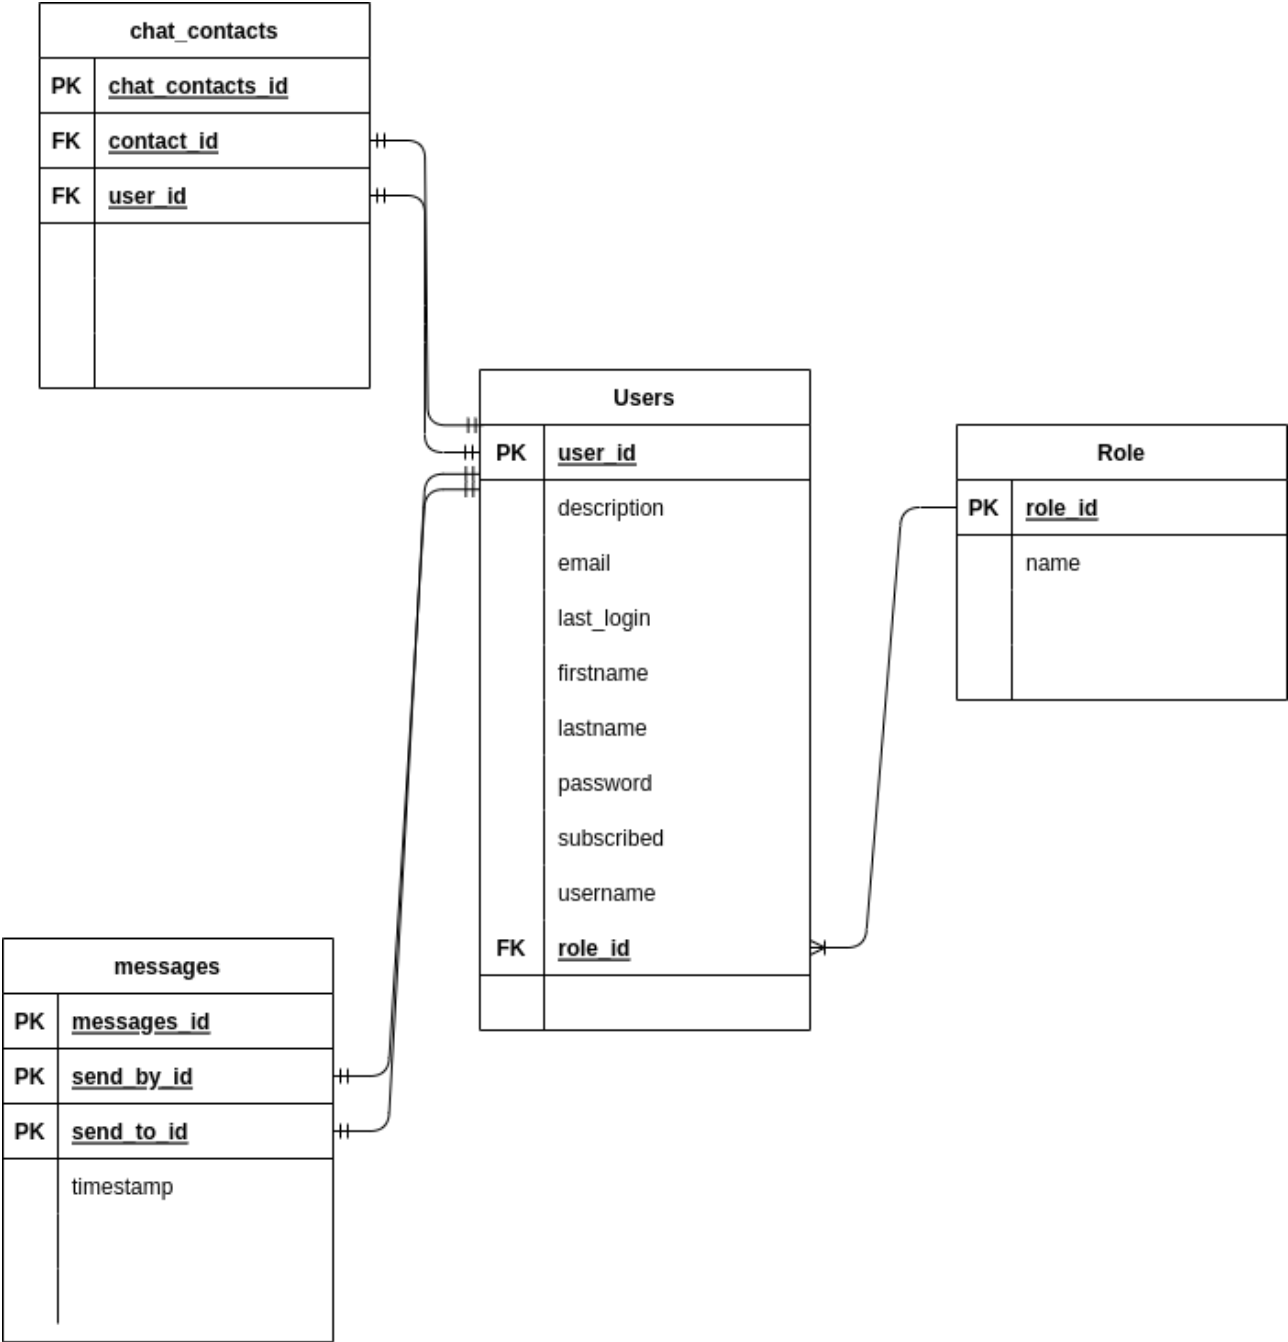 chat_contacts
PK chat_contacts_id
FK contact_id
FK user_id
Users
PK user_id
description
email
last_login
firstname
lastname
password
subscribed
username
FK role_id
Role
PK role_id
name
messages
PK messages_id
PK send_by_id
PK send_to_id
timestamp